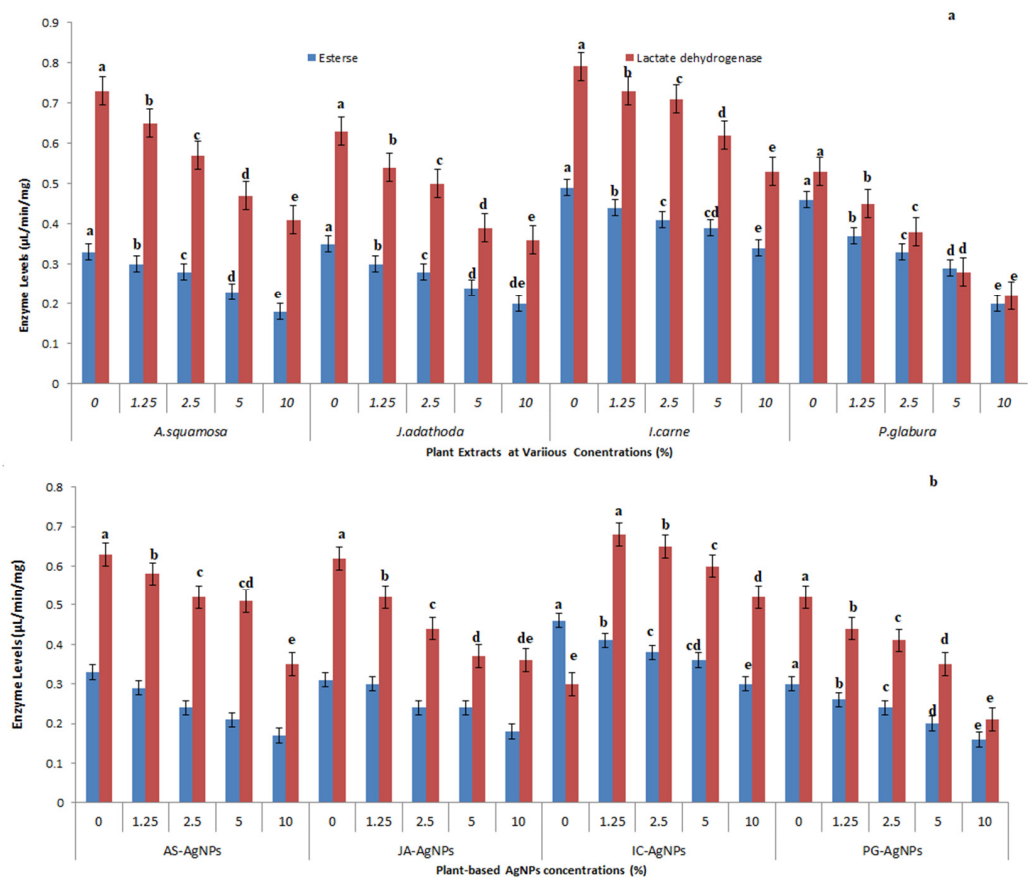 a
0.9
0.8
0.7
0.6
0.5
0.4
0.3
0.2
0.1
0
Enzyme Levels (µL/min/mg)
Esterse
Lactate dehydrogenase
a a b b c c d d e e
a a b b c c d d de e
a a b b c c cd d e e
a a b b c c d d e e
0 1.25 2.5 5 10 0 1.25 2.5 5 10 0 1.25 2.5 5 10 0 1.25 2.5 5 10
A.squamosa J.adathoda I.carne P.glabura
Plant Extracts at Variious Conentrations (%)
b
0.8
0.7
0.6
0.5
0.4
0.3
0.2
0.1
0
Enzyme Levels (µL/min/mg)
a b c cd e
a b c d de
a e b a c b cd c e d
a a b b c c d d e e
0 1.25 2.5 5 10 0 1.25 2.5 5 10 0 1.25 2.5 5 10 0 1.25 2.5 5 10
AS-AgNPs JA-AgNPs IC-AgNPs PG-AgNPs
Plant-based AgNPs concentrations (%)